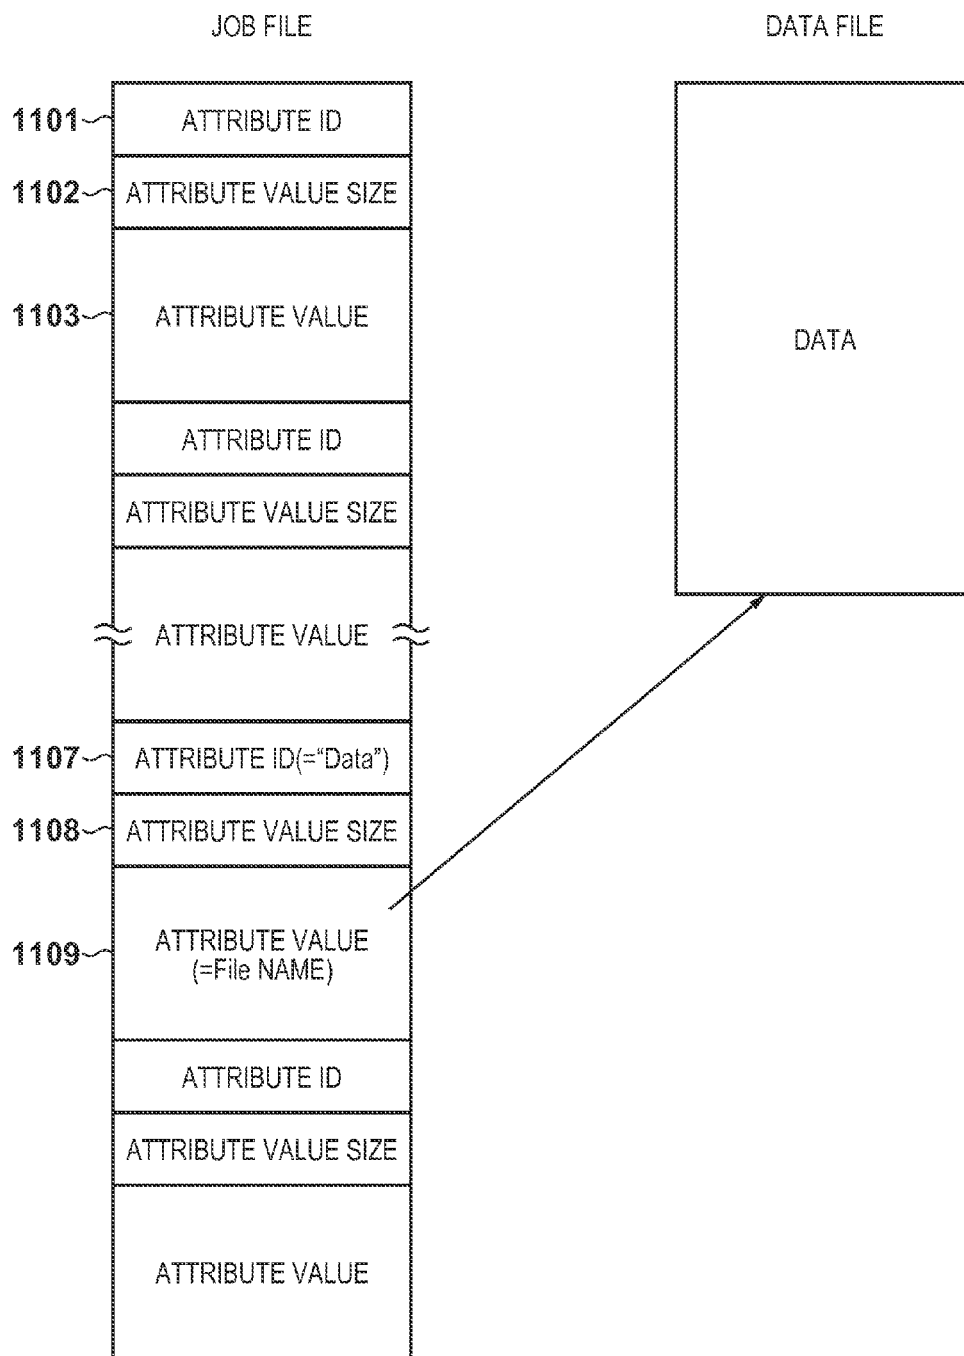 JOB FILE
DATA FILE
1101
ATTRIBUTE ID
1102
ATTRIBUTE VALUE SIZE
1103
ATTRIBUTE VALUE
DATA
ATTRIBUTE ID
ATTRIBUTE VALUE SIZE
ATTRIBUTE VALUE
1107
ATTRIBUTE ID(=“Data”)
1108
ATTRIBUTE VALUE SIZE
1109
ATTRIBUTE VALUE
(=File NAME)
ATTRIBUTE ID
ATTRIBUTE VALUE SIZE
ATTRIBUTE VALUE